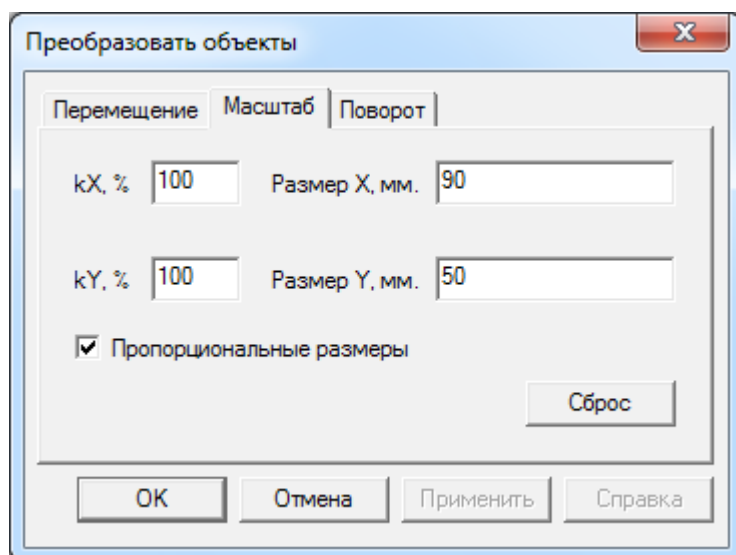 Преобразовать объекты
Перемещение Масштаб Поворот
kX, % 100 Размер X, мм. 90
kY, % 100 Размер Y, мм. 50
Пропорциональные размеры
Сброс
OK Отмена Применить Справка